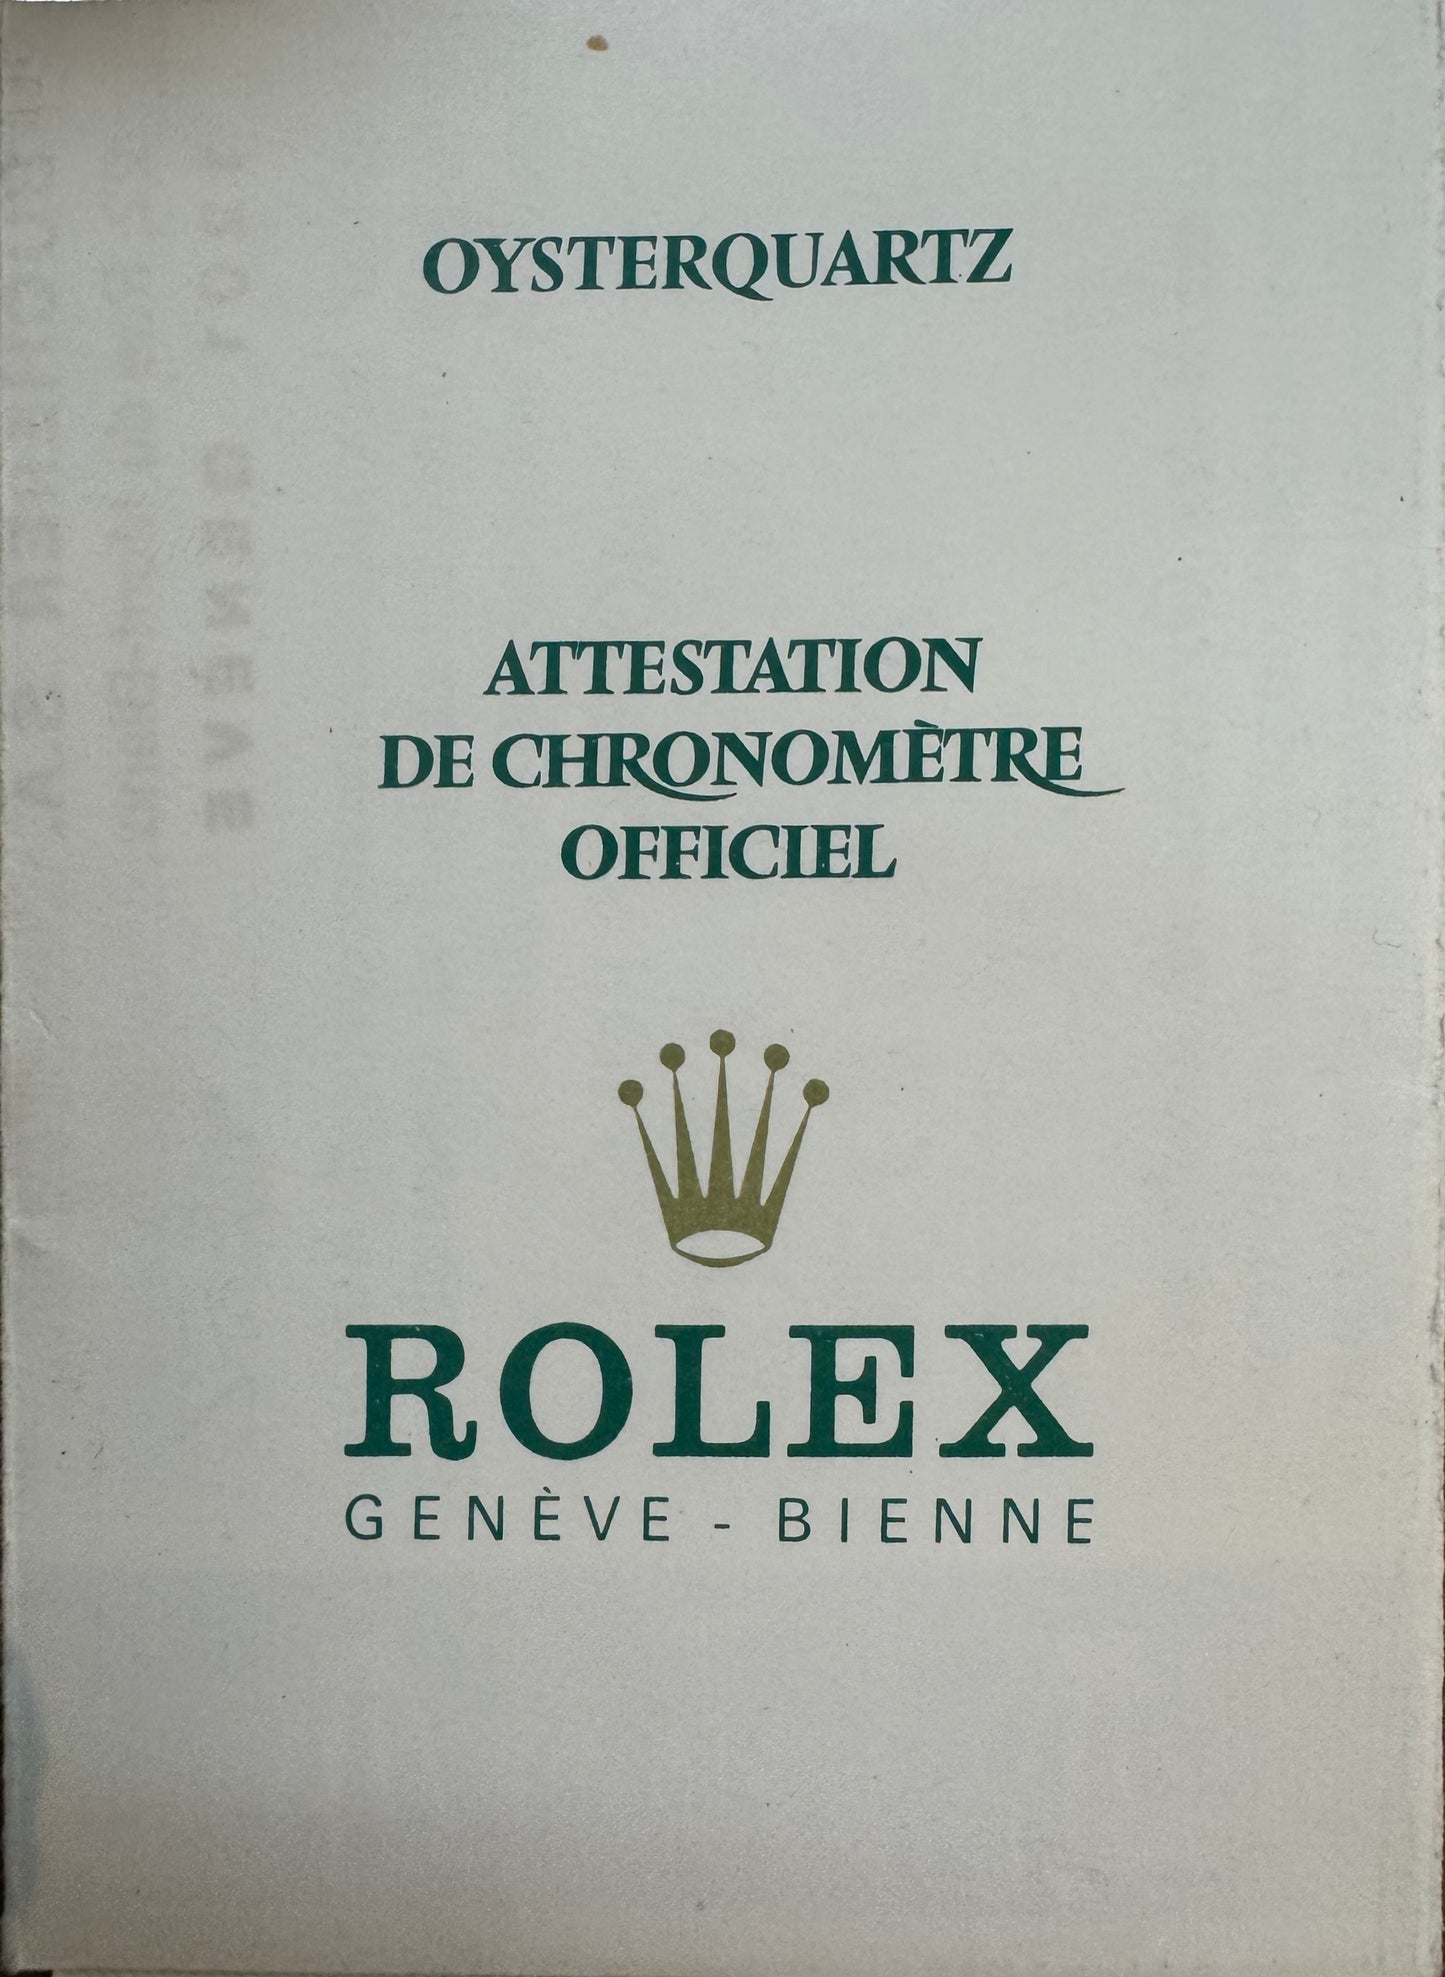 OYSTERQUARTZ
ATTESTATION
DE CHRONOMÈTRE
OFFICIEL
ROLEX
GENÈVE - BIENNE